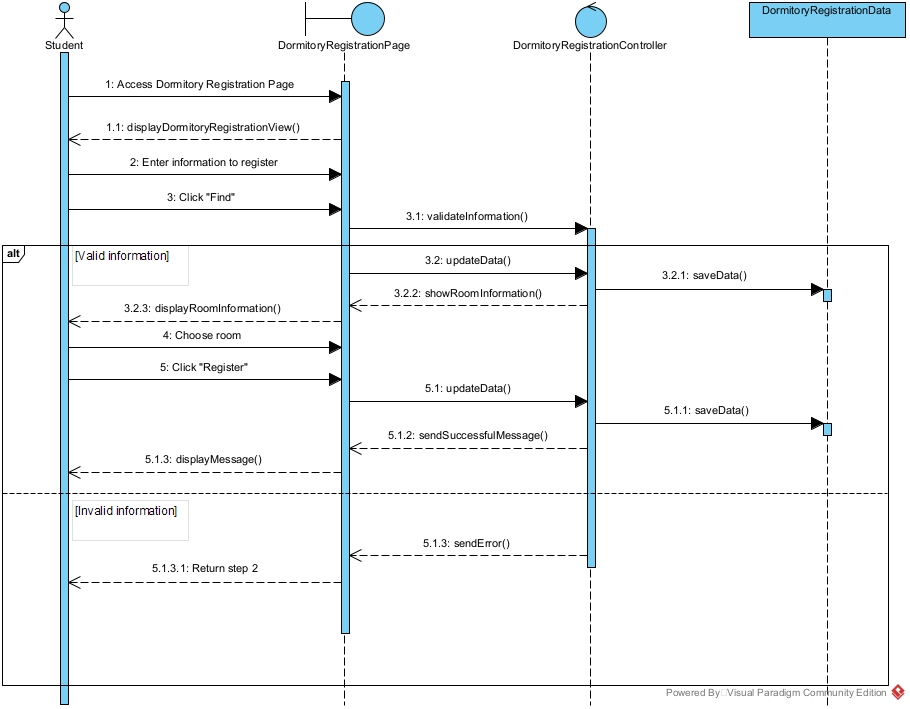 DormitoryRegistrationData
Student
DormitoryRegistrationPage
DormitoryRegistrationController
1: Access Dormitory Registration Page
1.1: displayDormitoryRegistrationView()
2: Enter information to register
3: Click "Find"
3.1: validateInformation()
alt
[Valid information]
3.2: updateData()
3.2.1: saveData()
3.2.2: showRoomInformation()
3.2.3: displayRoomInformation()
4: Choose room
5: Click "Register"
5.1: updateData()
5.1.1: saveData()
5.1.2: sendSuccessfulMessage()
5.1.3: displayMessage()
[Invalid information]
5.1.3: sendError()
5.1.3.1: Return step 2
Powered By Visual Paradigm Community Edition